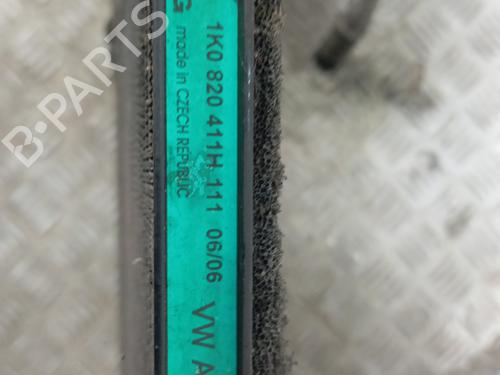 1K0 820 411H 111 06/06 VW A
G
made in CZECH REPUBLIC
B-PARTS